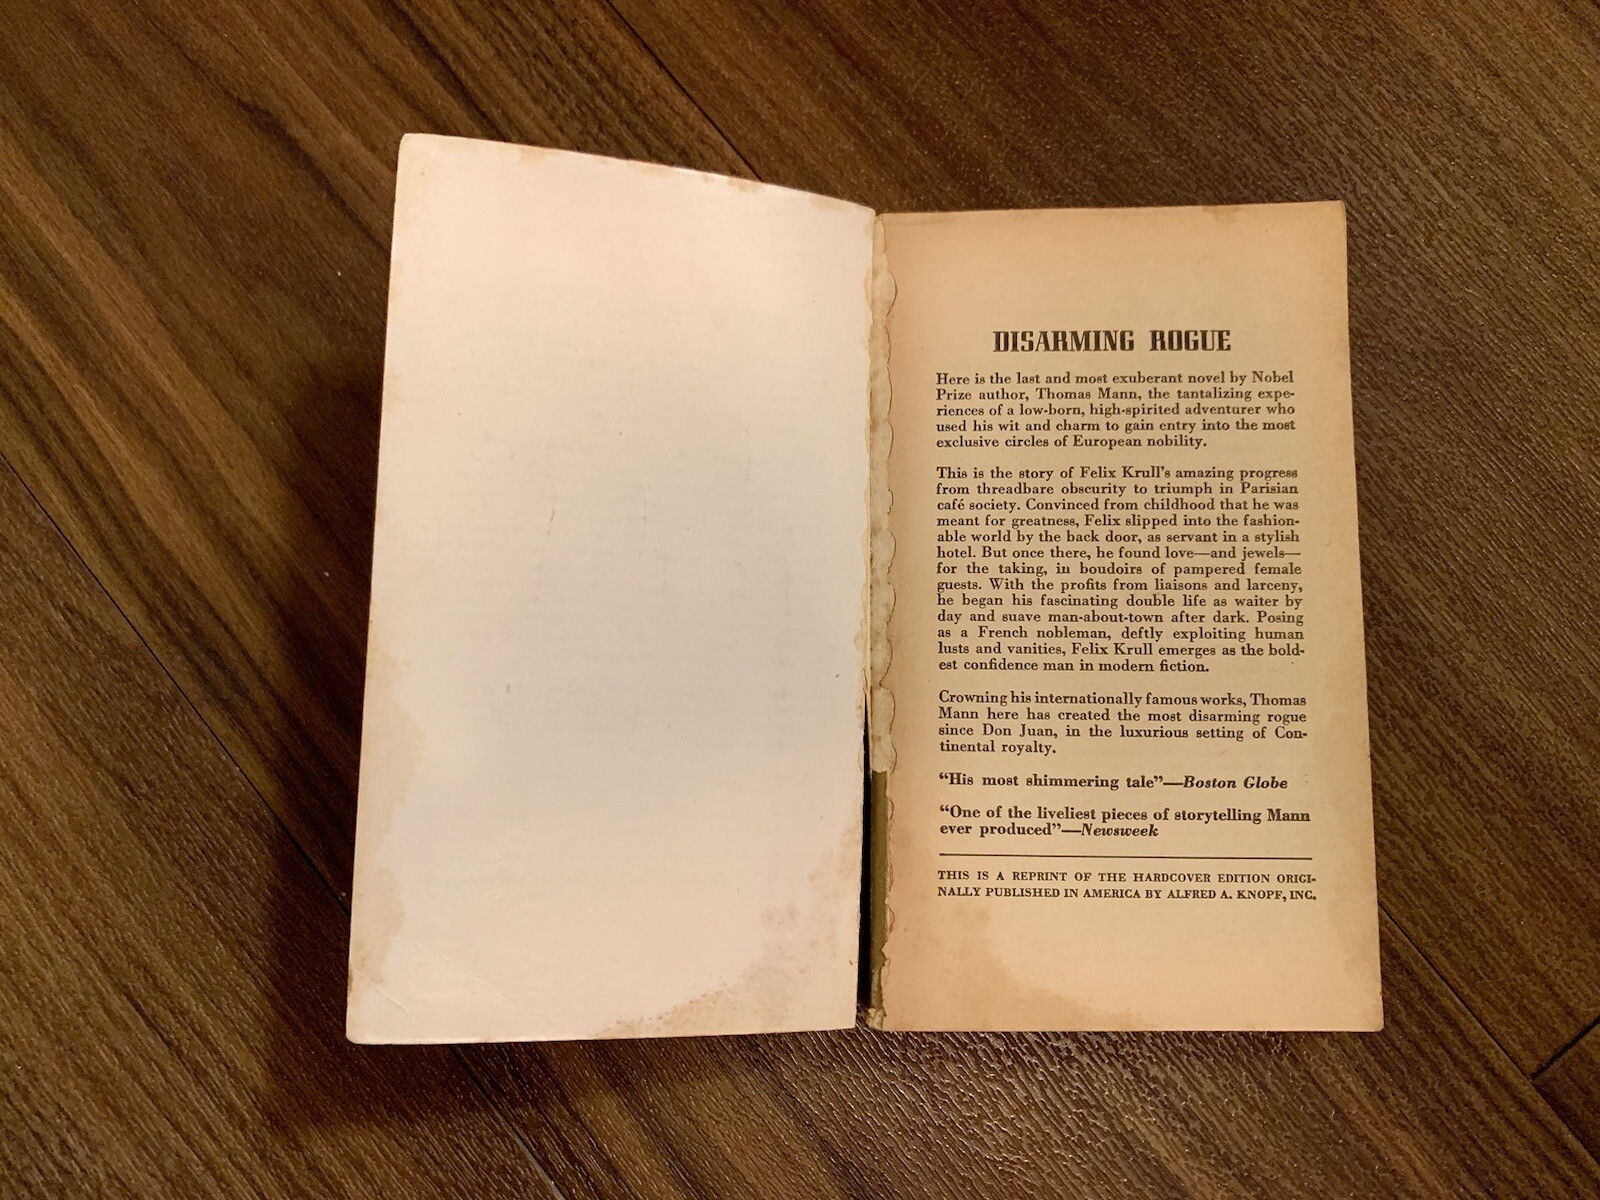 DISARMING ROGUE
Here is the last and most exuberant novel by Nobel
Prize author, Thomas Mann, the tantalizing expe-
riences of a low-born, high-spirited adventurer who
used his wit and charm to gain entry into the most
exclusive circles of European nobility.
This is the story of Felix Krull's amazing progress
from threadbare obscurity to triumph in Parisian
café society. Convinced from childhood that he was
meant for greatness, Felix slipped into the fashion-
able world by the back door, as servant in a stylish
hotel. But once there, he found love—and jewels—
for the taking, in boudoirs of pampered female
guests. With the profits from liaisons and larceny,
he began his fascinating double life as waiter by
day and suave man-about-town after dark. Posing
as a French nobleman, deftly exploiting human
lusts and vanities, Felix Krull emerges as the bold-
est confidence man in modern fiction.
Crowning his internationally famous works, Thomas
Mann here has created the most disarming rogue
since Don Juan, in the luxurious setting of Con-
tinental royalty.
“His most shimmering tale”—Boston Globe
“One of the liveliest pieces of storytelling Mann
ever produced”—Newsweek
THIS IS A REPRINT OF THE HARDCOVER EDITION ORIGI-
NALLY PUBLISHED IN AMERICA BY ALFRED A. KNOPF, INC.